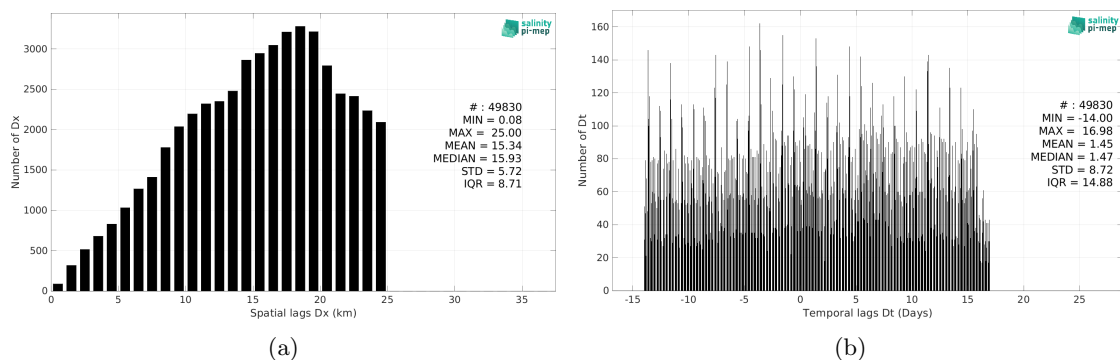 salinity
pi-mep
3000
2500
2000
1500
1000
500
0
Number of Dx
# : 49830
MIN = 0.08
MAX = 25.00
MEAN = 15.34
MEDIAN = 15.93
STD = 5.72
IQR = 8.71
0 5 10 15 20 25 30 35
Spatial lags Dx (km)
(a)
salinity
pi-mep
160
140
120
100
80
60
40
20
0
Number of Dt
# : 49830
MIN = -14.00
MAX = 16.98
MEAN = 1.45
MEDIAN = 1.47
STD = 8.72
IQR = 14.88
-15 -10 -5 0 5 10 15 20 25
Temporal lags Dt (Days)
(b)